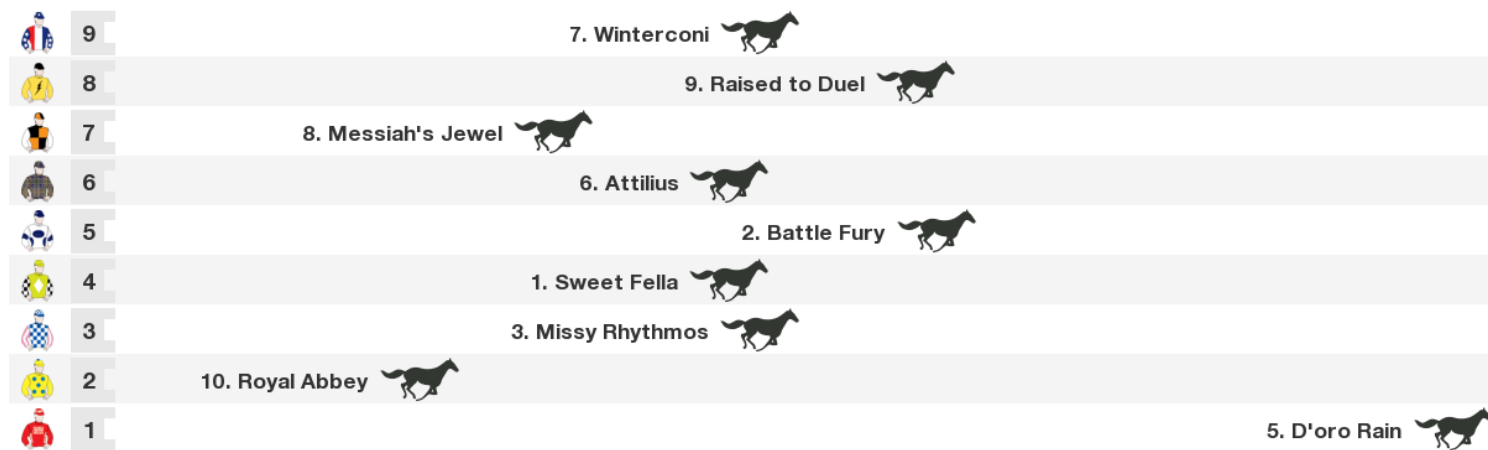 9 7. Winterconi
8 9. Raised to Duel
7 8. Messiah's Jewel
6 6. Attilius
5 2. Battle Fury
4 1. Sweet Fella
3 3. Missy Rhythmos
2 10. Royal Abbey
1 5. D'oro Rain